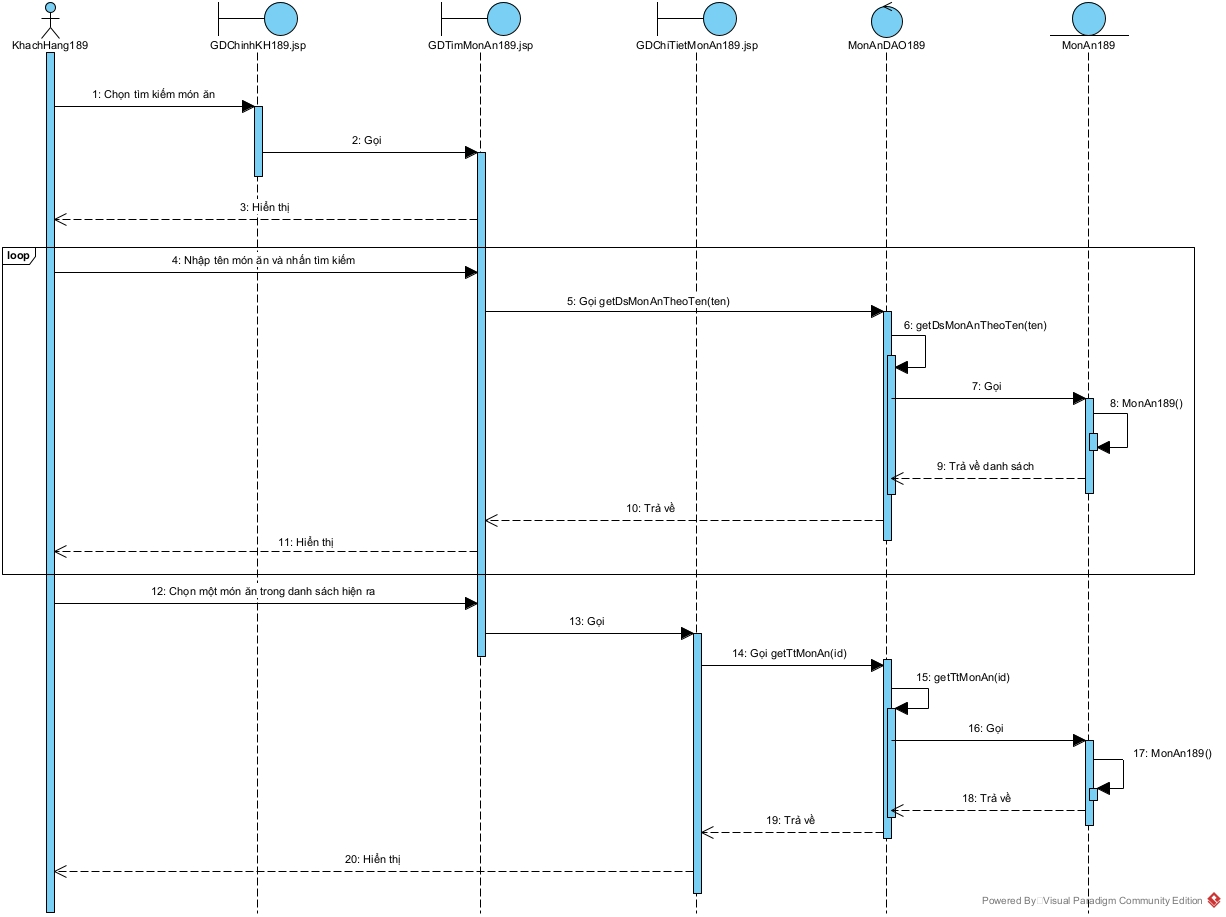 KhachHang189
GDChinhKH189.jsp
GDTimMonAn189.jsp
GDChiTietMonAn189.jsp
MonAnDAO189
MonAn189
1: Chọn tìm kiếm món ăn
2: Gọi
3: Hiển thị
loop
4: Nhập tên món ăn và nhấn tìm kiếm
5: Gọi getDsMonAnTheoTen(ten)
6: getDsMonAnTheoTen(ten)
7: Gọi
8: MonAn189()
9: Trả về danh sách
10: Trả về
11: Hiển thị
12: Chọn một món ăn trong danh sách hiện ra
13: Gọi
14: Gọi getTtMonAn(id)
15: getTtMonAn(id)
16: Gọi
17: MonAn189()
18: Trả về
19: Trả về
20: Hiển thị
Powered By Visual Paradigm Community Edition